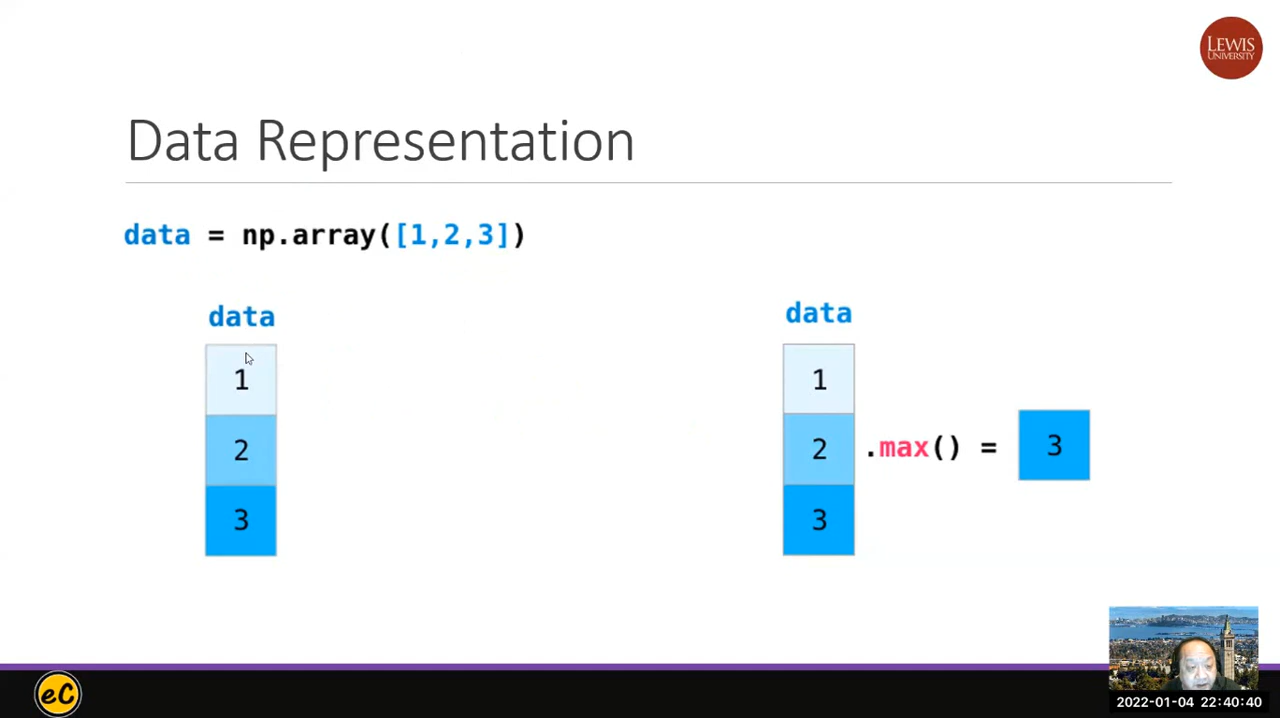 LEWIS
UNIVERSITY
Data Representation
data = np.array([1,2,3])
data
1
2
3
data
1
2
3
.max() =
3
eC
2022-01-04 22:40:40